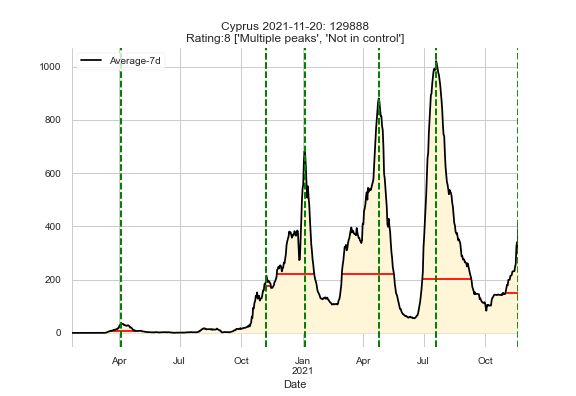 Cyprus 2021-11-20: 129888
Rating:8 ['Multiple peaks', 'Not in control']
Average-7d
1000
800
600
400
200
0
Apr Jul Oct Jan Apr Jul Oct
2021
Date